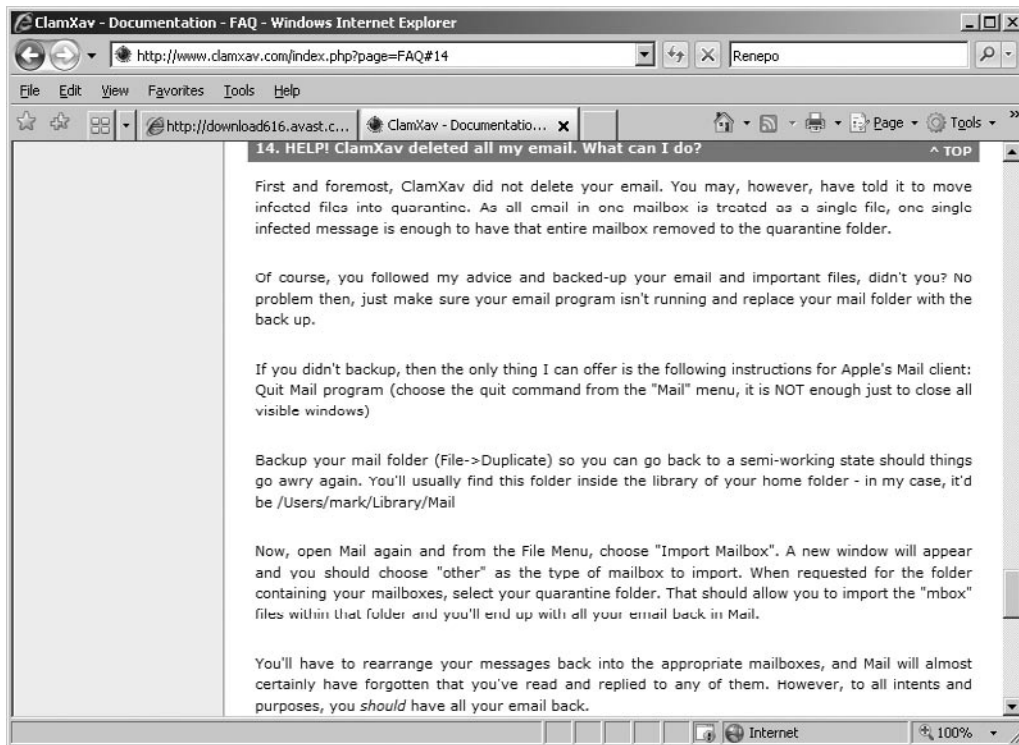 ClamXav - Documentation - FAQ - Windows Internet Explorer
http://www.clamxav.com/index.php?page=FAQ#14
Renepo
File Edit View Favorites Tools Help
http://download616.avast.c...
ClamXav - Documentatio...
Page
Tools
14. HELP! ClamXav deleted all my email. What can I do?
^ TOP
First and foremost, ClamXav did not delete your email. You may, however, have told it to move
infected files into quarantine. As all email in one mailbox is treated as a single file, one single
infected message is enough to have that entire mailbox removed to the quarantine folder.
Of course, you followed my advice and backed-up your email and important files, didn't you? No
problem then, just make sure your email program isn't running and replace your mail folder with the
back up.
If you didn't backup, then the only thing I can offer is the following instructions for Apple's Mail client:
Quit Mail program (choose the quit command from the "Mail" menu, it is NOT enough just to close all
visible windows)
Backup your mail folder (File->Duplicate) so you can go back to a semi-working state should things
go awry again. You'll usually find this folder inside the library of your home folder - in my case, it'd
be /Users/mark/Library/Mail
Now, open Mail again and from the File Menu, choose "Import Mailbox". A new window will appear
and you should choose "other" as the type of mailbox to import. When requested for the folder
containing your mailboxes, select your quarantine folder. That should allow you to import the "mbox"
files within that folder and you'll end up with all your email back in Mail.
You'll have to rearrange your messages back into the appropriate mailboxes, and Mail will almost
certainly have forgotten that you've read and replied to any of them. However, to all intents and
purposes, you should have all your email back.
Internet
100%